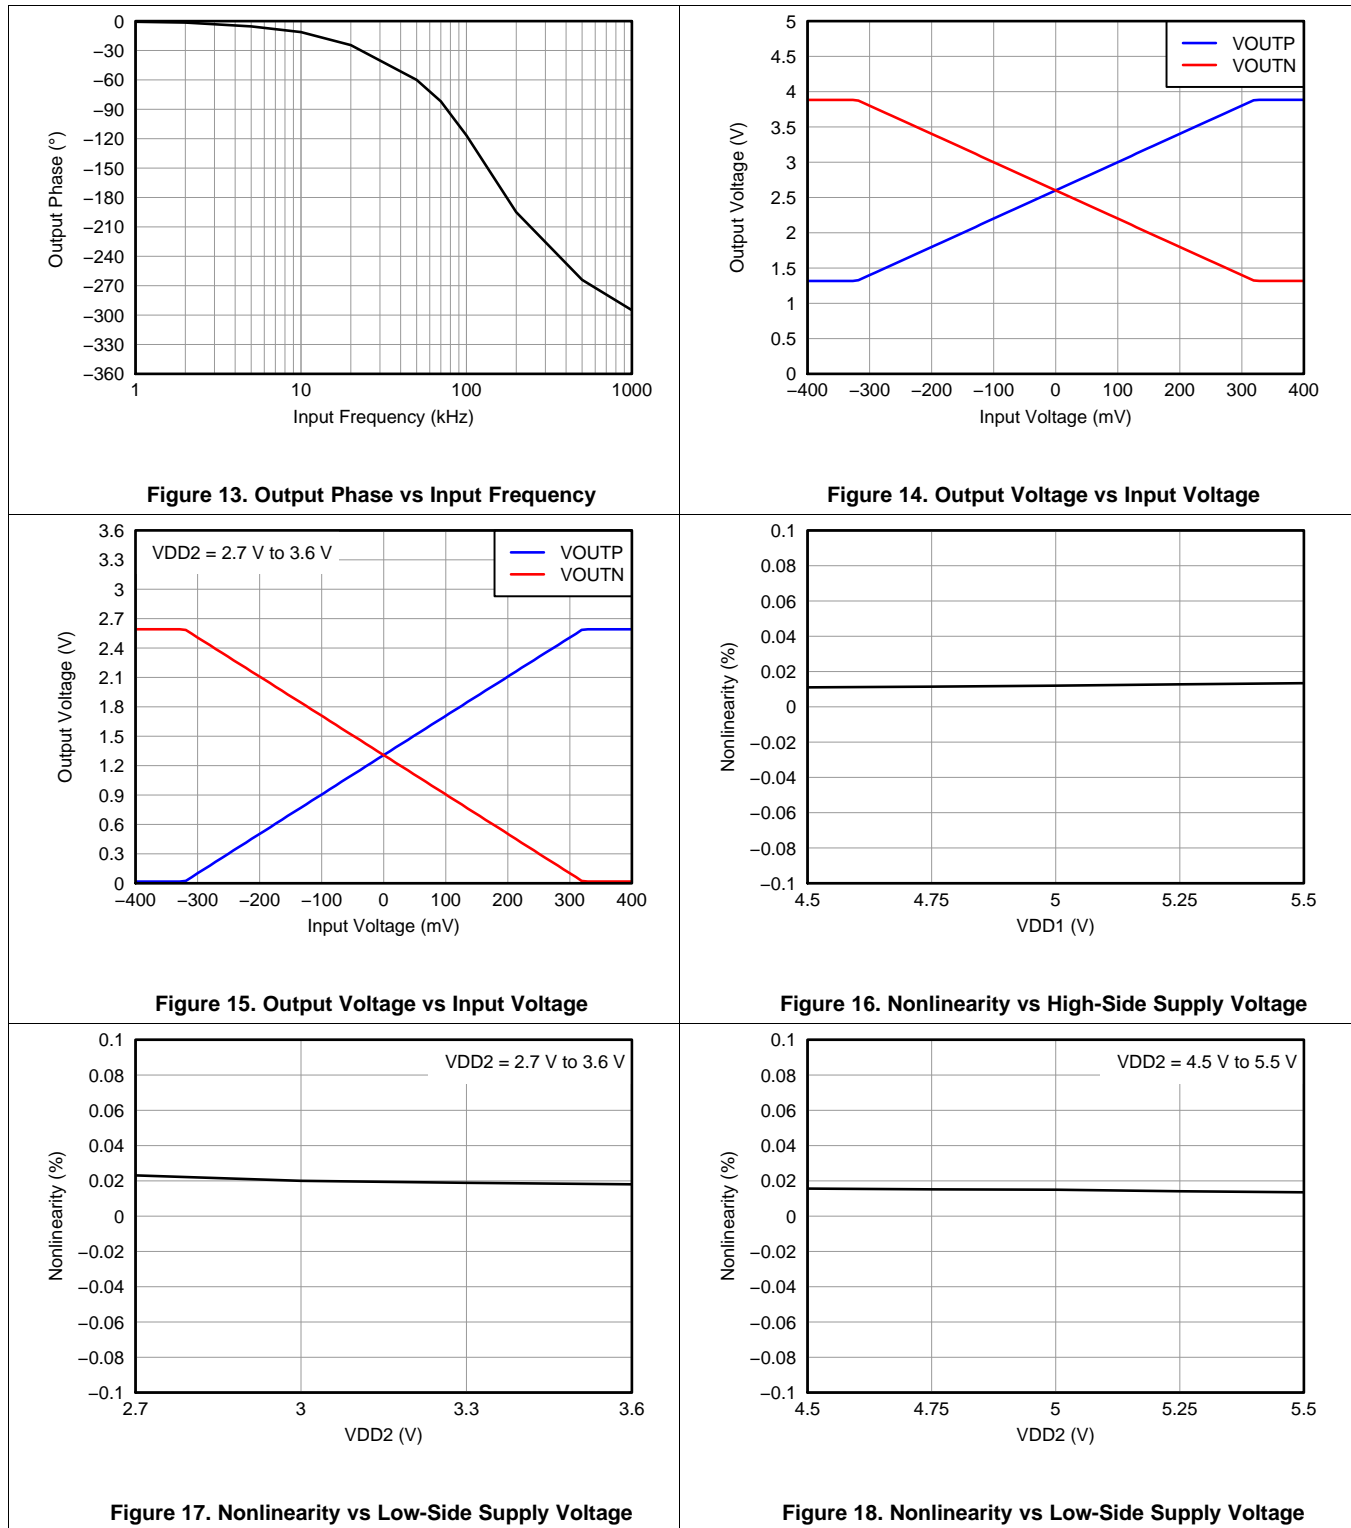 0
−30
−60
−90
−120
−150
−180
−210
−240
−270
−300
−330
−360
Output Phase (°)
1 10 100 1000
Input Frequency (kHz)
Figure 13. Output Phase vs Input Frequency
5
4.5
4
3.5
3
2.5
2
1.5
1
0.5
0
Output Voltage (V)
VOUTP
VOUTN
−400 −300 −200 −100 0 100 200 300 400
Input Voltage (mV)
Figure 14. Output Voltage vs Input Voltage
3.6
3.3
3
2.7
2.4
2.1
1.8
1.5
1.2
0.9
0.6
0.3
0
Output Voltage (V)
VDD2 = 2.7 V to 3.6 V
VOUTP
VOUTN
−400 −300 −200 −100 0 100 200 300 400
Input Voltage (mV)
Figure 15. Output Voltage vs Input Voltage
0.1
0.08
0.06
0.04
0.02
0
−0.02
−0.04
−0.06
−0.08
−0.1
Nonlinearity (%)
4.5 4.75 5 5.25 5.5
VDD1 (V)
Figure 16. Nonlinearity vs High-Side Supply Voltage
0.1
0.08
0.06
0.04
0.02
0
−0.02
−0.04
−0.06
−0.08
−0.1
Nonlinearity (%)
VDD2 = 2.7 V to 3.6 V
2.7 3 3.3 3.6
VDD2 (V)
Figure 17. Nonlinearity vs Low-Side Supply Voltage
0.1
0.08
0.06
0.04
0.02
0
−0.02
−0.04
−0.06
−0.08
−0.1
Nonlinearity (%)
VDD2 = 4.5 V to 5.5 V
4.5 4.75 5 5.25 5.5
VDD2 (V)
Figure 18. Nonlinearity vs Low-Side Supply Voltage